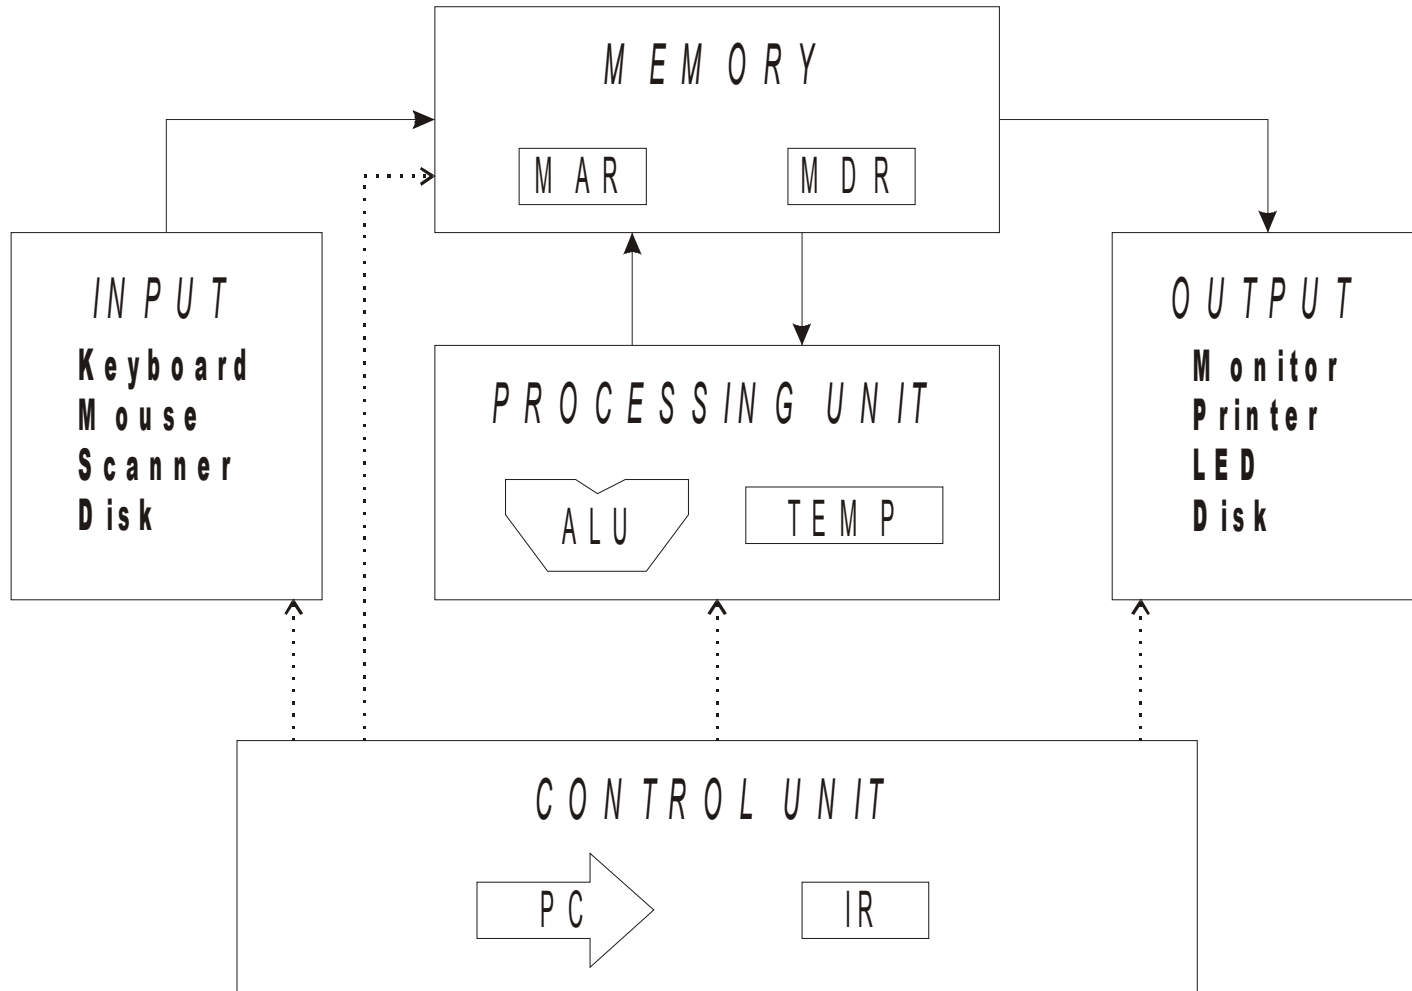 MEMORY
MAR
MDR
INPUT
Keyboard
Mouse
Scanner
Disk
PROCESSING UNIT
ALU
TEMP
OUTPUT
Monitor
Printer
LED
Disk
CONTROL UNIT
PC
IR